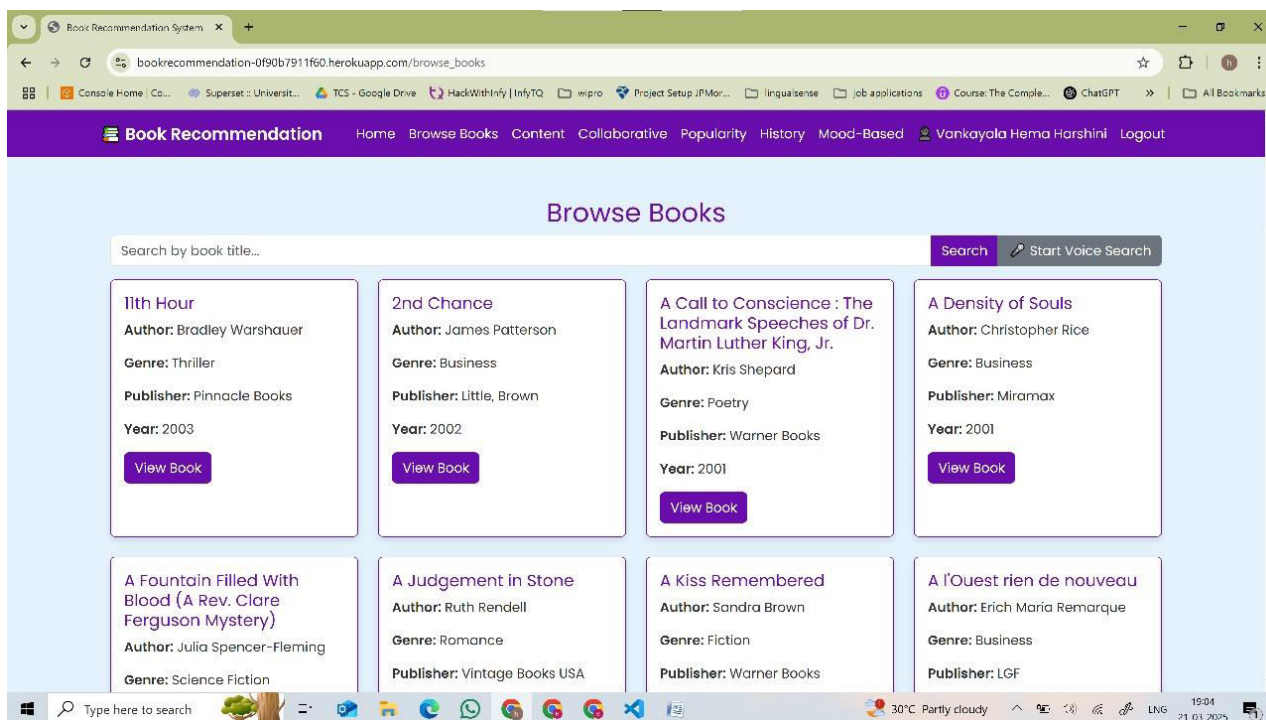 Book Recommendation System
bookrecommendation-0f90b7911f60.herokuapp.com/browse_books
h
Console Home | Co... Superset :: Universit... TCS - Google Drive HackWithInfy | InfyTQ wipro Project Setup JPMor... lingualsense job applications Course: The Comple... ChatGPT » All Bookmarks
Book Recommendation Home Browse Books Content Collaborative Popularity History Mood-Based Vankayala Hema Harshini Logout
Browse Books
Search by book title... Search Start Voice Search
11th Hour
Author: Bradley Warshauer
Genre: Thriller
Publisher: Pinnacle Books
Year: 2003
View Book
2nd Chance
Author: James Patterson
Genre: Business
Publisher: Little, Brown
Year: 2002
View Book
A Call to Conscience : The
Landmark Speeches of Dr.
Martin Luther King, Jr.
Author: Kris Shepard
Genre: Poetry
Publisher: Warner Books
Year: 2001
View Book
A Density of Souls
Author: Christopher Rice
Genre: Business
Publisher: Miramax
Year: 2001
View Book
A Fountain Filled With
Blood (A Rev. Clare
Ferguson Mystery)
Author: Julia Spencer-Fleming
Genre: Science Fiction
A Judgement in Stone
Author: Ruth Rendell
Genre: Romance
Publisher: Vintage Books USA
A Kiss Remembered
Author: Sandra Brown
Genre: Fiction
Publisher: Warner Books
A l'Ouest rien de nouveau
Author: Erich Maria Remarque
Genre: Business
Publisher: LGF
Type here to search
30°C Partly cloudy
LNG
19:04
21-03-2025